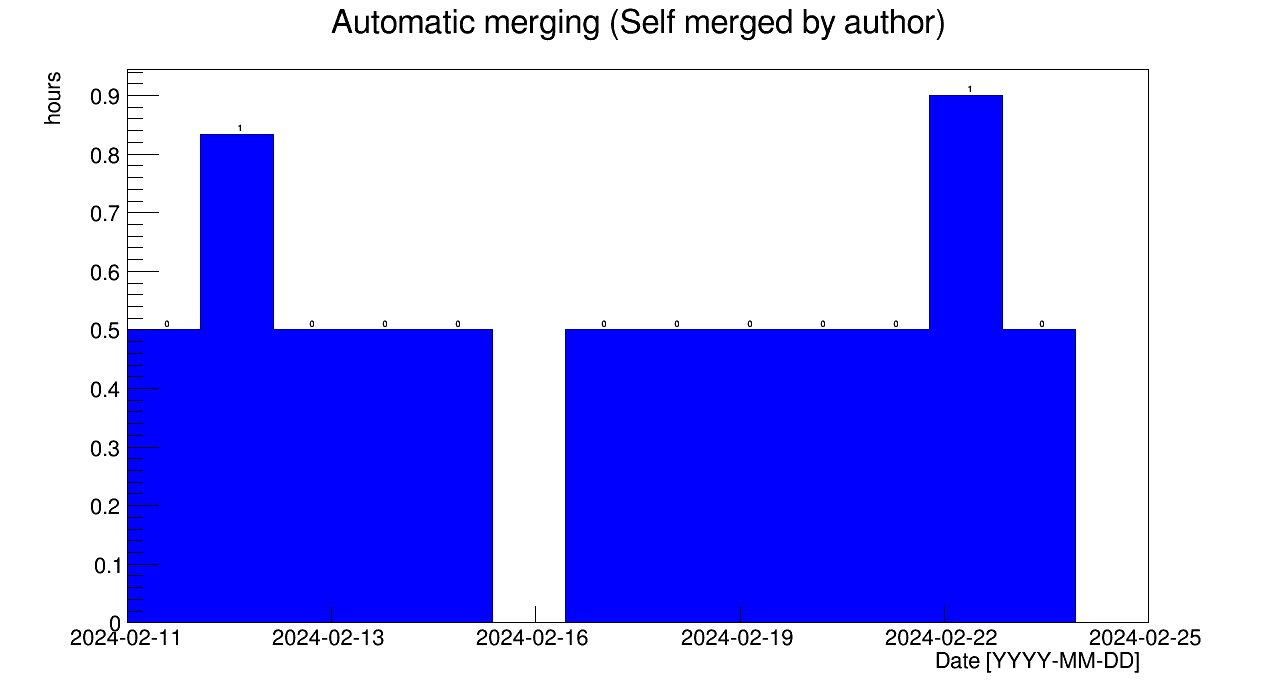 Automatic merging (Self merged by author)
hours
0.9
0.8
0.7
0.6
0.5
0.4
0.3
0.2
0.1
0
0 1 0 0 0 0 0 0 0 0 1 0
2024-02-11 2024-02-13 2024-02-16 2024-02-19 2024-02-22 2024-02-25
Date [YYYY-MM-DD]